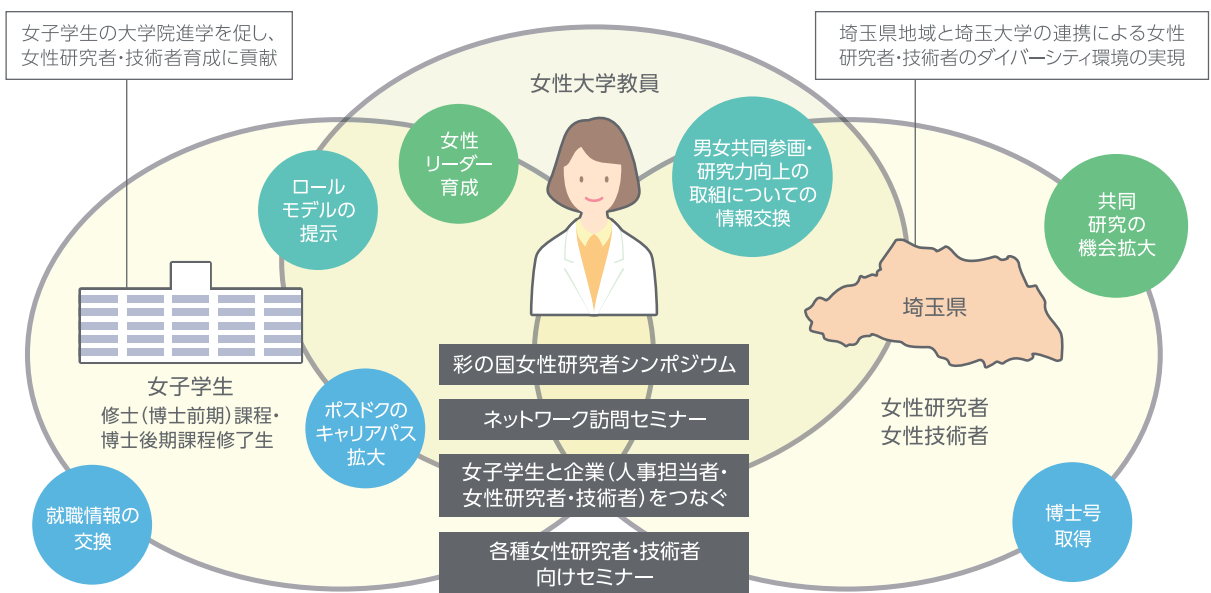 女子学生の大学院進学を促し、
女性研究者・技術者育成に貢献
埼玉県地域と埼玉大学の連携による女性
研究者・技術者のダイバーシティ環境の実現
女性大学教員
女性
リーダー
育成
男女共同参画・
研究力向上の
取組についての
情報交換
ロール
モデルの
提示
共同
研究の
機会拡大
埼玉県
女子学生
修士（博士前期）課程・
博士後期課程修了生
ポスドクの
キャリアパス
拡大
彩の国女性研究者シンポジウム
ネットワーク訪問セミナー
女子学生と企業（人事担当者・
女性研究者・技術者）をつなぐ
各種女性研究者・技術者
向けセミナー
女性研究者
女性技術者
就職情報の
交換
博士号
取得